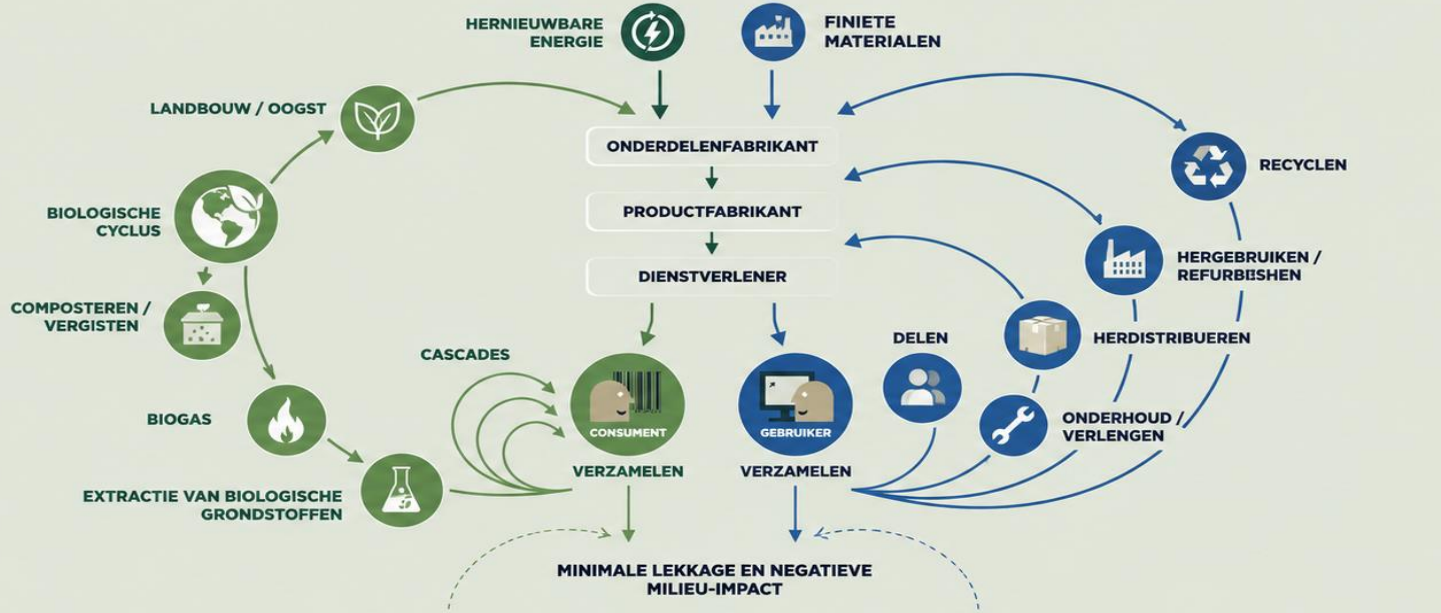 HERNIEUWBARE
ENERGIE
FINIETE
MATERIALEN
LANDBOUW / OOGST
ONDERDELENFABRIKANT
RECYCLEN
BIOLOGISCHE
CYCLUS
PRODUCTFABRIKANT
HERGEBRUIKEN /
DIENSTVERLENER
COMPOSTEREN /
VERGISTEN
DELEN
HERDISTRIBUEREN
CASCADES
BIOGAS
CONSUMENT
GEBRUIKER
ONDERHOUD /
VERLENGEN
VERZAMELEN
VERZAMELEN
EXTRACTIE VAN BIOLOGISCHE
GRONDSTOFFEN
MINIMALE LEKKAGE EN NEGATIEVE
MILIEU-IMPACT